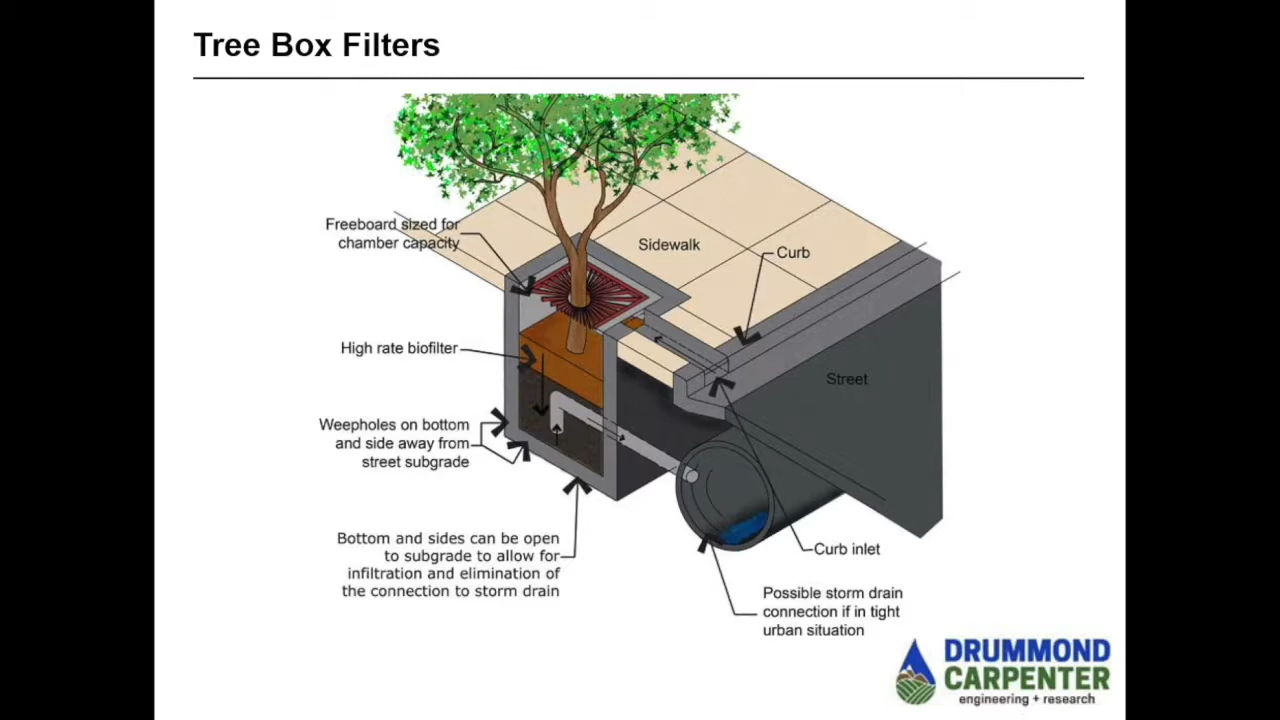 Tree Box Filters
Freeboard sized for
chamber capacity
Sidewalk
Curb
High rate biofilter
Street
Weepholes on bottom
and side away from
street subgrade
Bottom and sides can be open
to subgrade to allow for
infiltration and elimination of
the connection to storm drain
Curb inlet
Possible storm drain
connection if in tight
urban situation
DRUMMOND
CARPENTER
engineering + research